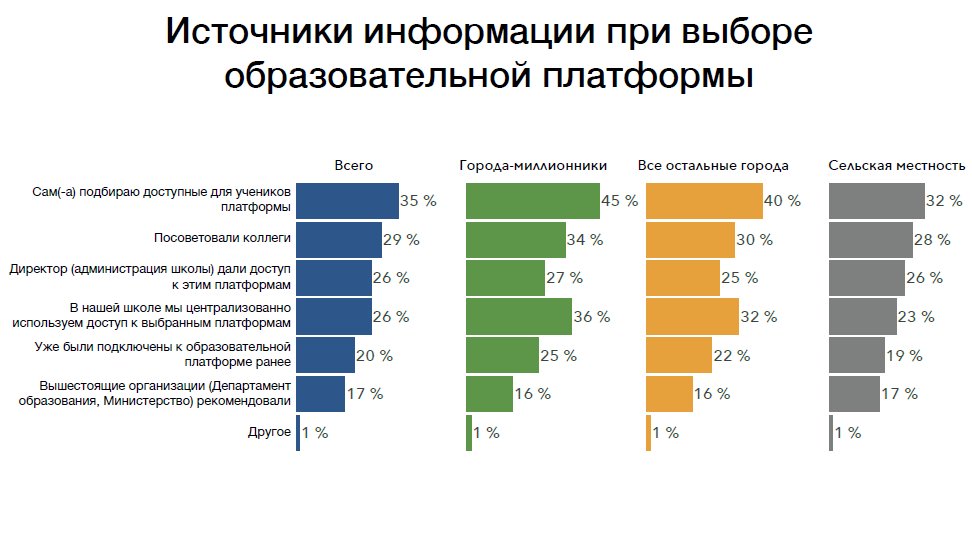 Источники информации при выборе
образовательной платформы
Всего
Города-миллионники
Все остальные города
Сельская местность
Сам(-а) подбираю доступные для учеников
платформы
35 %
45 %
40 %
32 %
Посоветовали коллеги
29 %
34 %
30 %
28 %
Директор (администрация школы) дали доступ
к этим платформам
26 %
27 %
25 %
26 %
В нашей школе мы централизованно
используем доступ к выбранным платформам
26 %
36 %
32 %
23 %
Уже были подключены к образовательной
платформе ранее
20 %
25 %
22 %
19 %
Вышестоящие организации (Департамент
образования, Министерство) рекомендовали
17 %
16 %
16 %
17 %
Другое
1 %
1 %
1 %
1 %